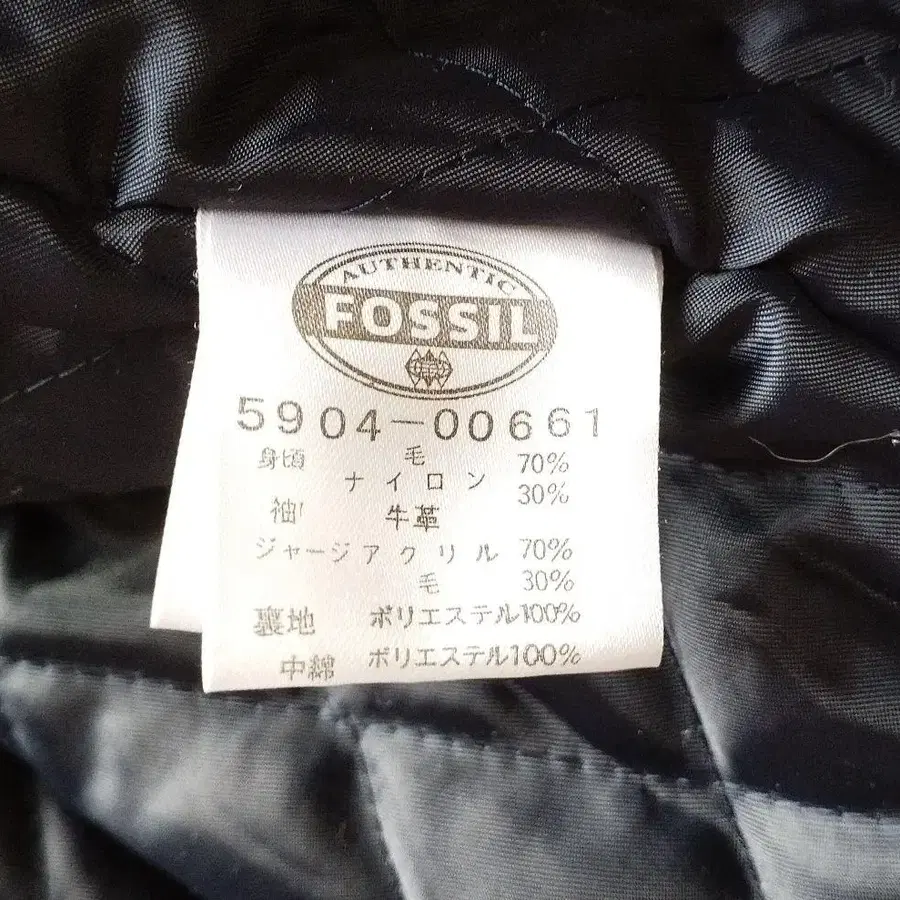 AUTHENTIC
FOSSIL
5904-00661
身頃 毛 70%
ナイロン 30%
袖 牛革
ジャージアクリル 70%
毛 30%
裏地 ポリエステル100%
中綿 ポリエステル100%